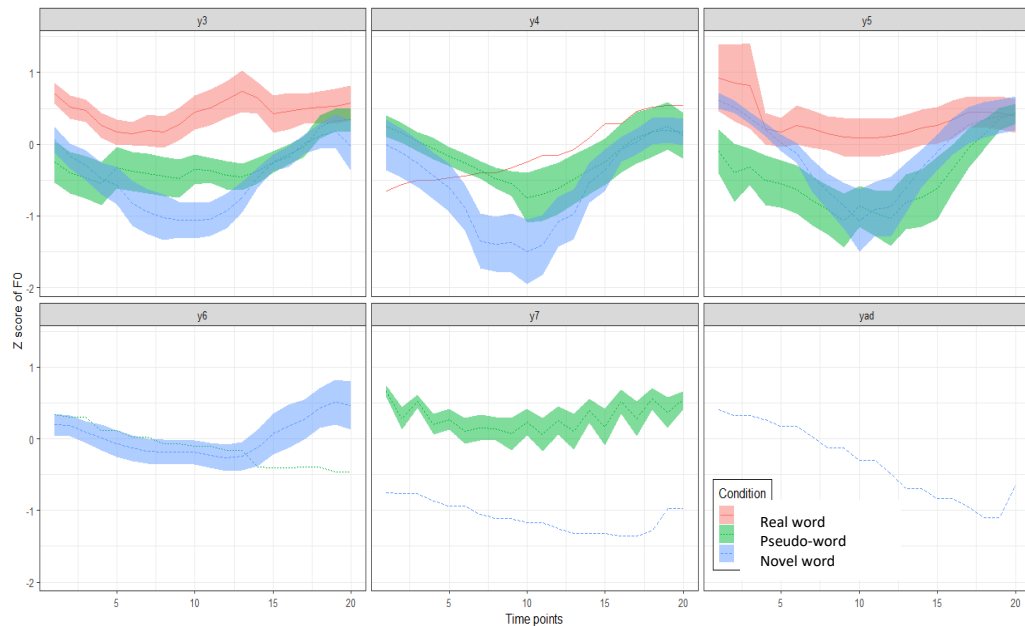 y3 y4 y5
1
0
-1
-2
y6 y7 yad
1
0
-1
-2
5 10 15 20 5 10 15 20 5 10 15 20
Z score of F0
Time points
Condition
Real word
Pseudo-word
Novel word